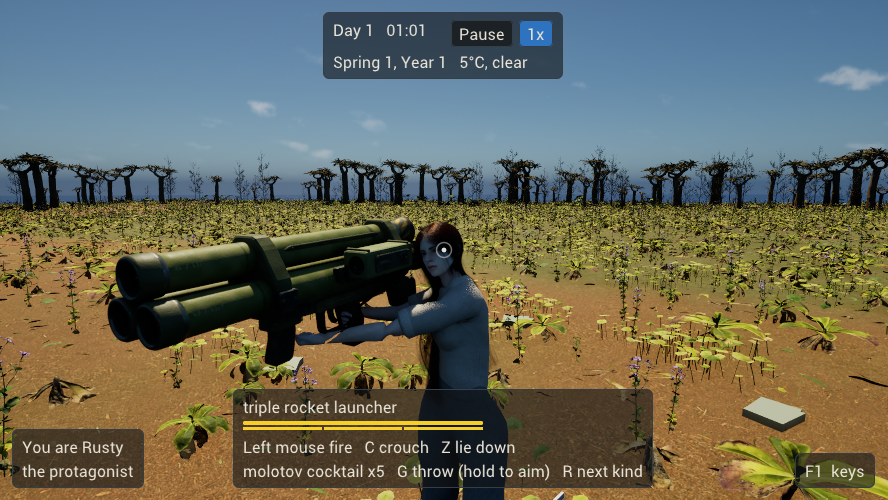 Day 1 01:01 Pause 1x
Spring 1, Year 1 5°C, clear
triple rocket launcher
Left mouse fire C crouch Z lie down
molotov cocktail x5 G throw (hold to aim) R next kind
You are Rusty
the protagonist
F1 keys